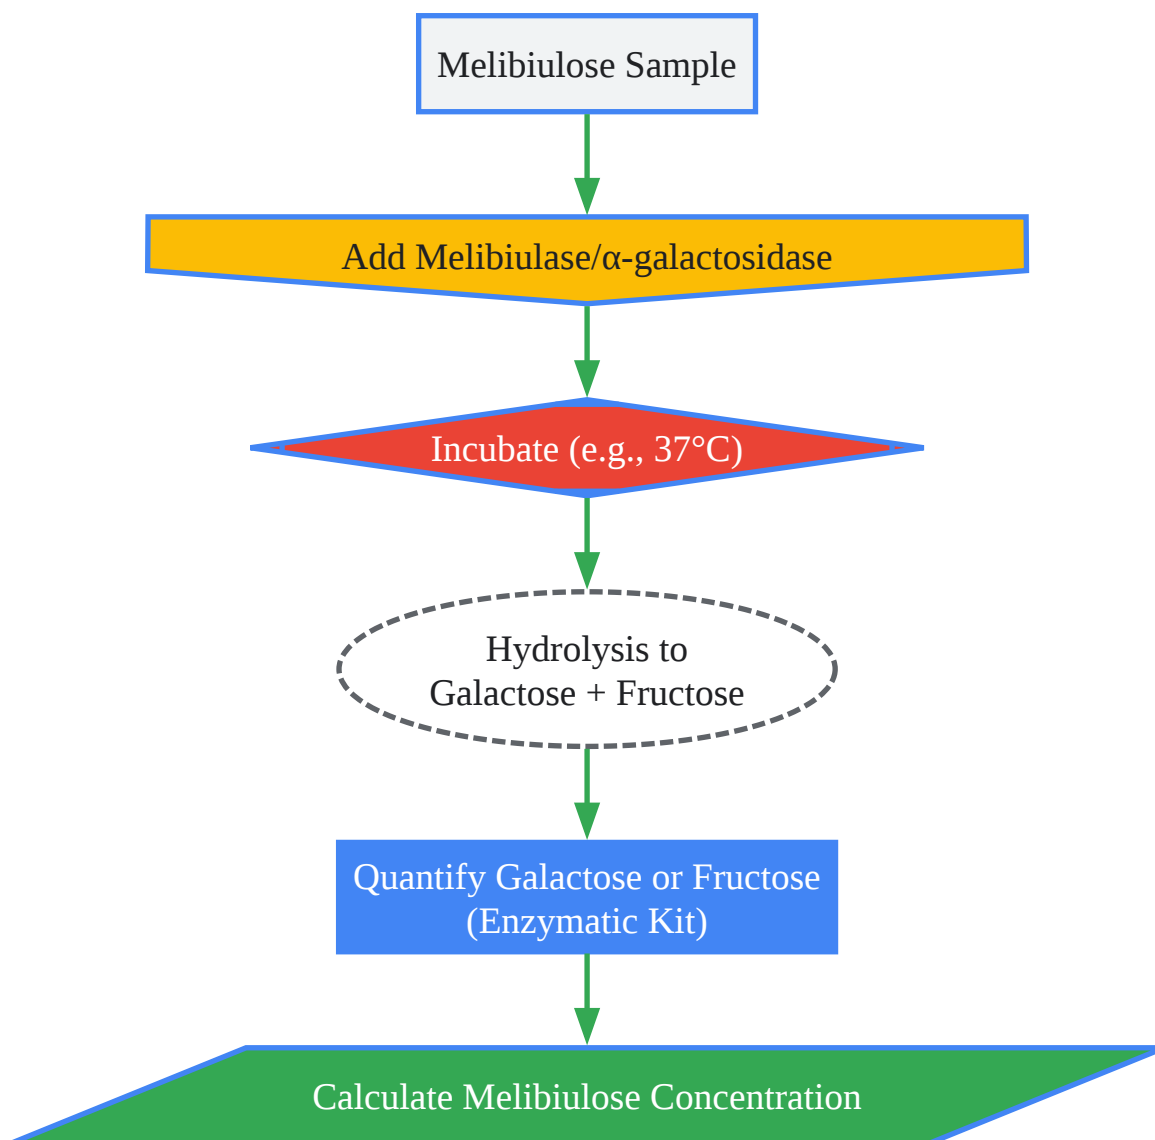 Melibiulose Sample
Add Melibiulase/α-galactosidase
Incubate (e.g., 37°C)
Hydrolysis to
Galactose + Fructose
Quantify Galactose or Fructose
(Enzymatic Kit)
Calculate Melibiulose Concentration